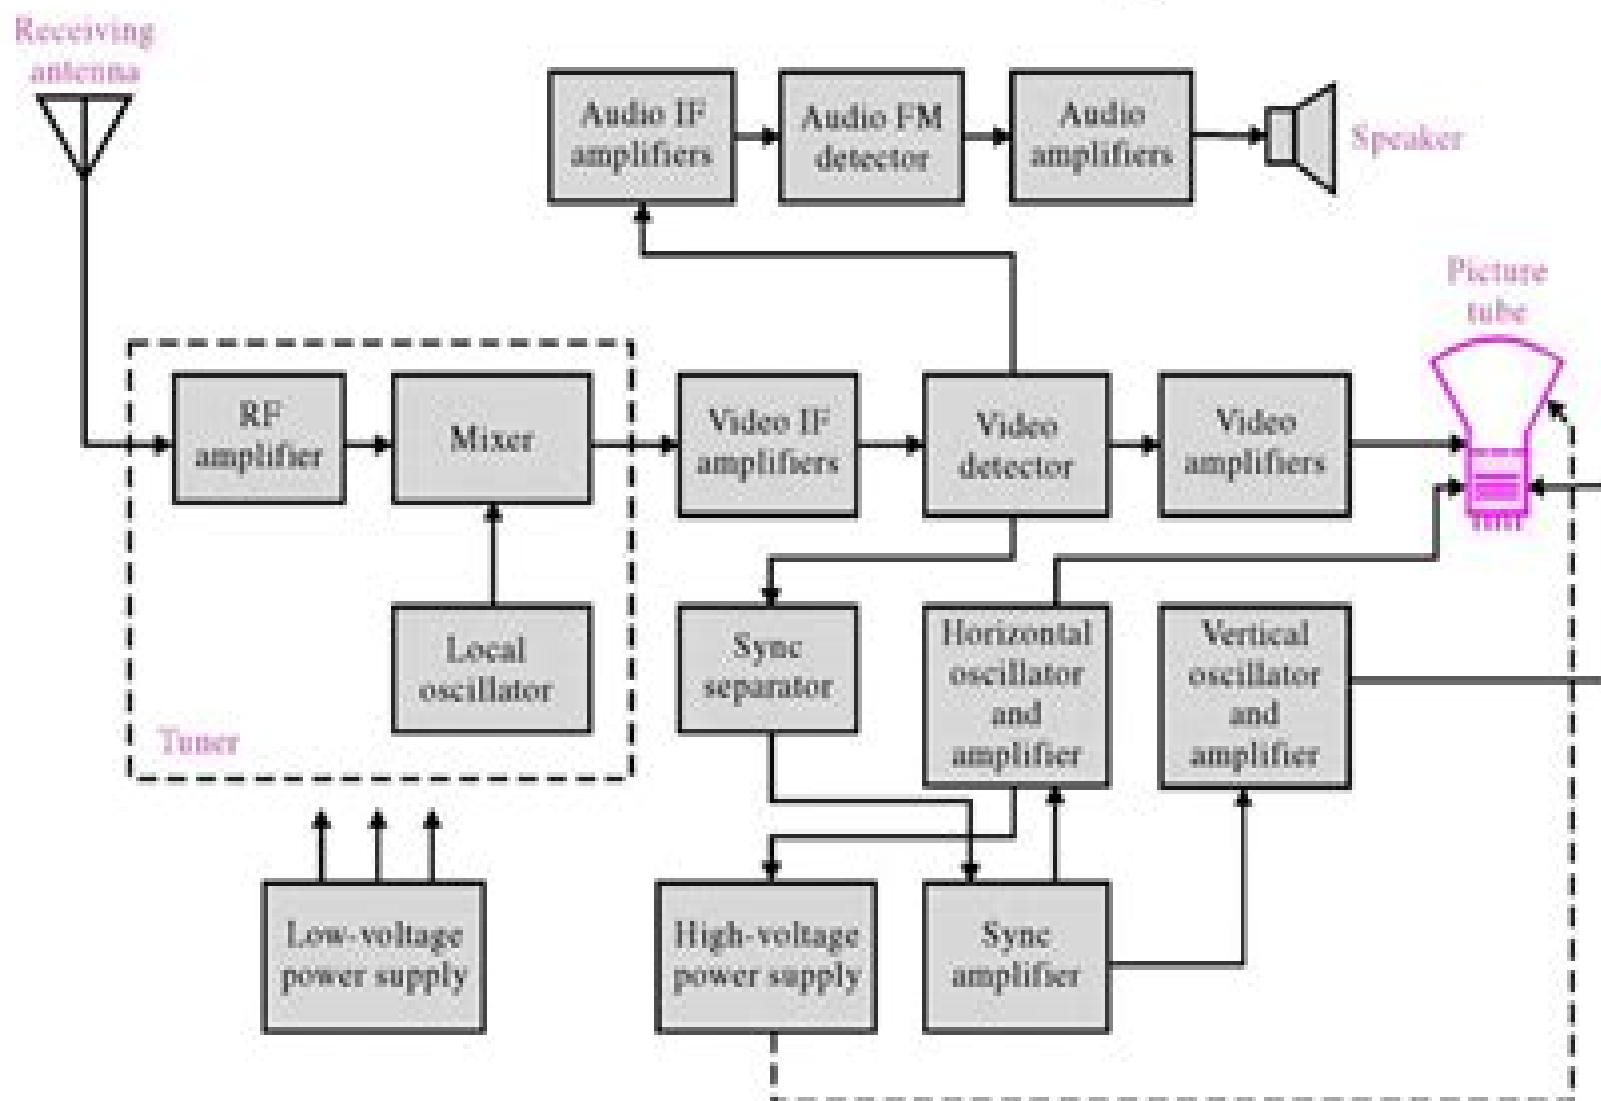 Receiving
antenna
Audio IF
amplifiers
Audio FM
detector
Audio
amplifiers
Speaker
Picture
tube
RF
amplifier
Mixer
Video IF
amplifiers
Video
detector
Video
amplifiers
Local
oscillator
Sync
separator
Horizontal
oscillator
and
amplifier
Vertical
oscillator
and
amplifier
Tuner
Low-voltage
power supply
High-voltage
power supply
Sync
amplifier